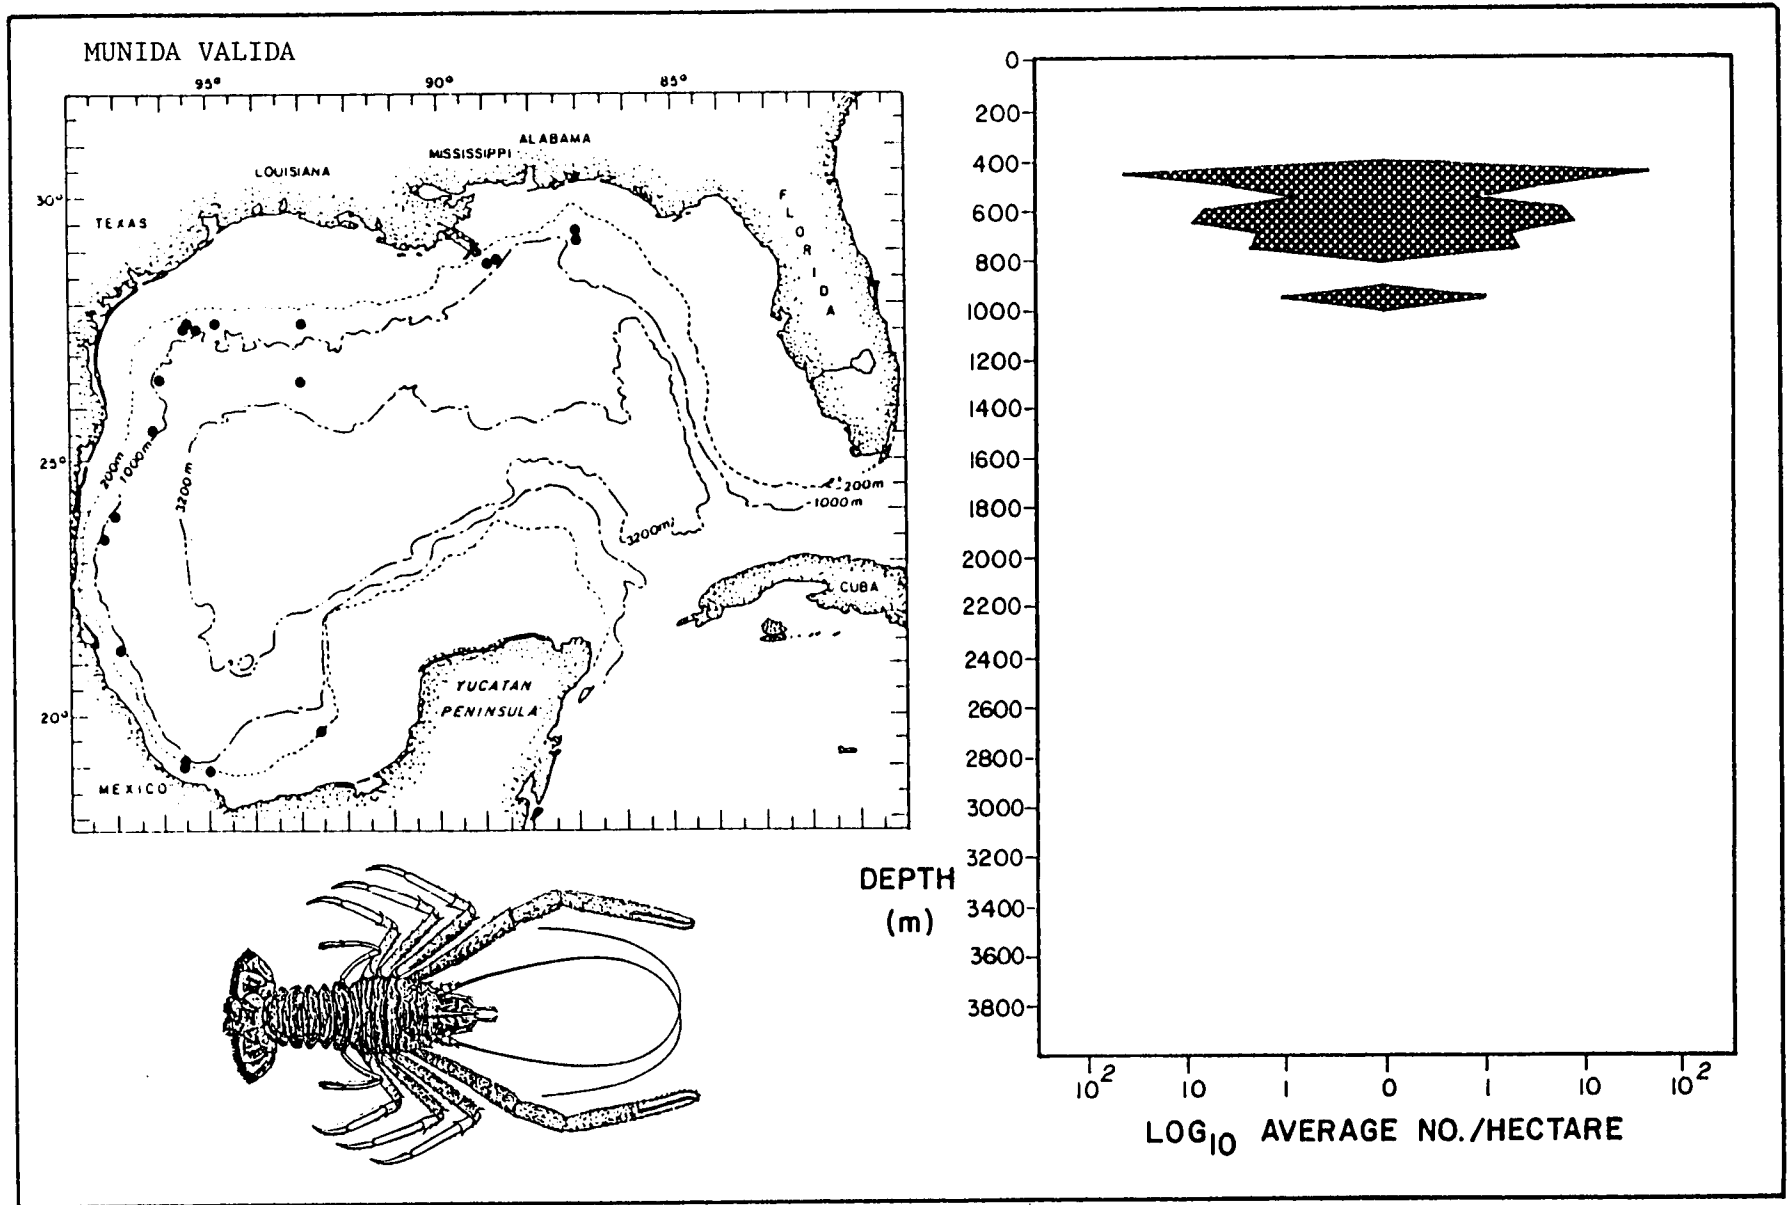 MUNIDA VALIDA
95° 90° 85°
ALABAMA
MISSISSIPPI
LOUISIANA
30°
TEXAS
FLORIDA
25°
200m
1000m
3200m
200m
1000m
3200m
CUBA
YUCATAN
PENINSULA
20°
MEXICO
0
200
400
600
800
1000
1200
1400
1600
1800
2000
2200
2400
2600
2800
3000
3200
3400
3600
3800
DEPTH
(m)
10² 10 1 0 1 10 10²
LOG₁₀ AVERAGE NO./HECTARE